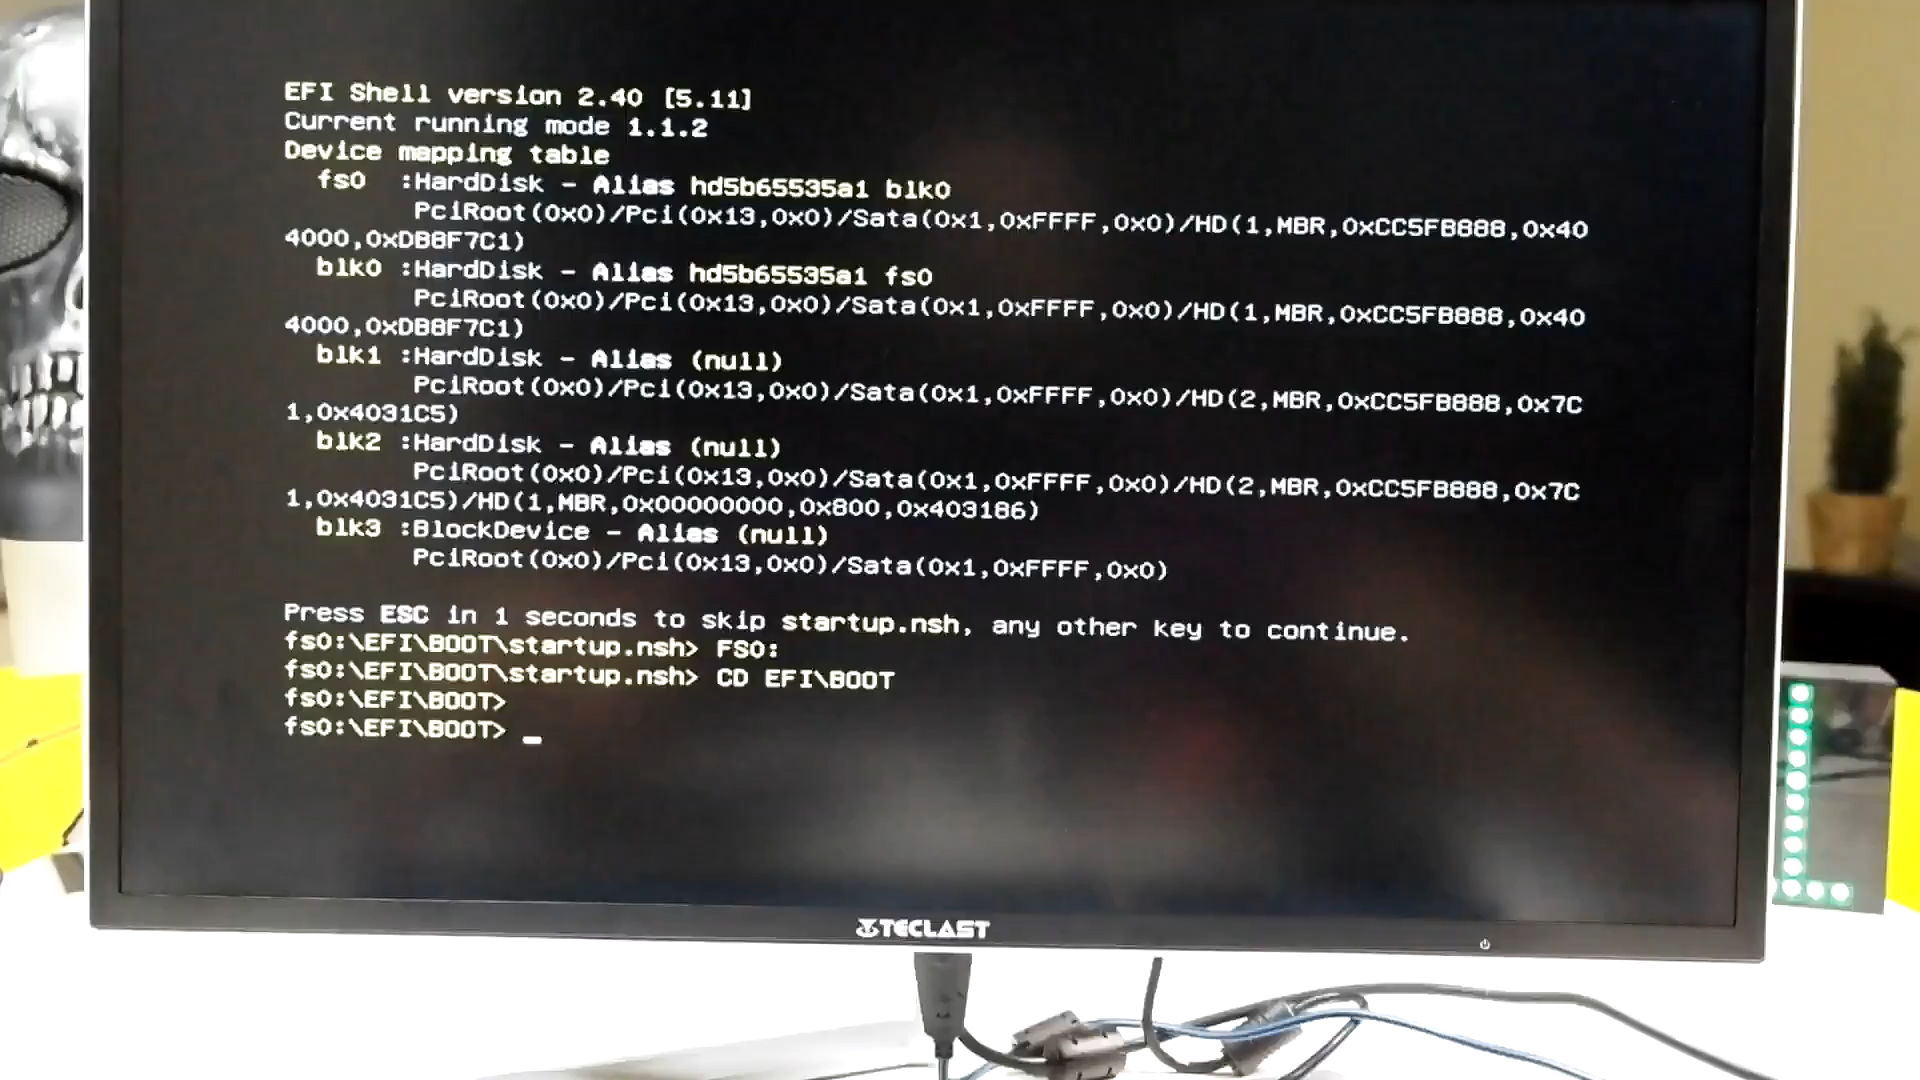 EFI Shell version 2.40 [5.11]
Current running mode 1.1.2
Device mapping table
fs0 :HardDisk - Alias hd5b65535a1 blk0
PciRoot(0x0)/Pci(0x13,0x0)/Sata(0x1,0xFFFF,0x0)/HD(1,MBR,0xCC5FB888,0x40
4000,0xDB8F7C1)
blk0 :HardDisk - Alias hd5b65535a1 fs0
PciRoot(0x0)/Pci(0x13,0x0)/Sata(0x1,0xFFFF,0x0)/HD(1,MBR,0xCC5FB888,0x40
4000,0xDB8F7C1)
blk1 :HardDisk - Alias (null)
PciRoot(0x0)/Pci(0x13,0x0)/Sata(0x1,0xFFFF,0x0)/HD(2,MBR,0xCC5FB888,0x7C
1,0x4031C5)
blk2 :HardDisk - Alias (null)
PciRoot(0x0)/Pci(0x13,0x0)/Sata(0x1,0xFFFF,0x0)/HD(2,MBR,0xCC5FB888,0x7C
1,0x4031C5)/HD(1,MBR,0x00000000,0x800,0x403186)
blk3 :BlockDevice - Alias (null)
PciRoot(0x0)/Pci(0x13,0x0)/Sata(0x1,0xFFFF,0x0)
Press ESC in 1 seconds to skip startup.nsh, any other key to continue.
fs0:\EFI\BOOT\startup.nsh> FS0:
fs0:\EFI\BOOT\startup.nsh> CD EFI\BOOT
fs0:\EFI\BOOT>
fs0:\EFI\BOOT> _
TECLAST